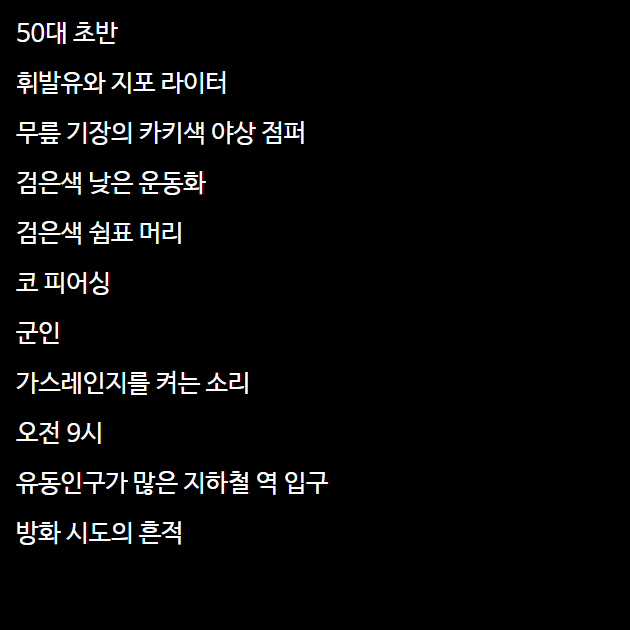 50대 초반
휘발유와 지포 라이터
무릎 기장의 카키색 야상 점퍼
검은색 낮은 운동화
검은색 쉼표 머리
코 피어싱
군인
가스레인지를 켜는 소리
오전 9시
유동인구가 많은 지하철 역 입구
방화 시도의 흔적